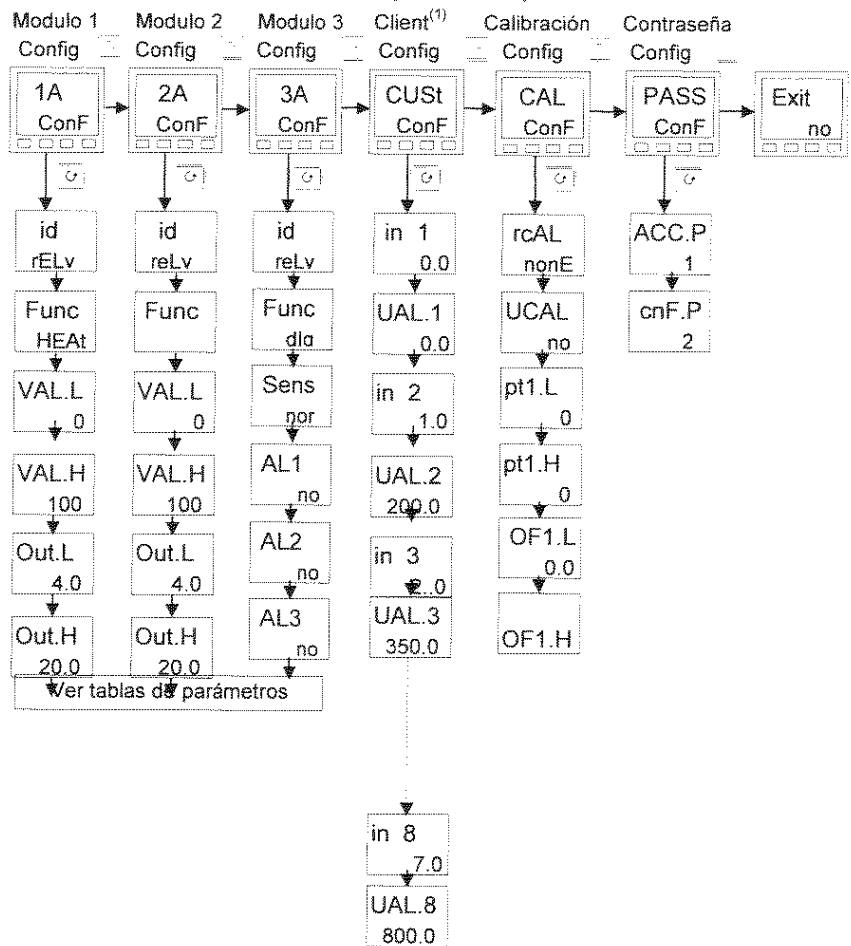 Modulo 1
Config
Modulo 2
Config
Modulo 3
Config
Client(1)
Config
Calibración
Config
Contraseña
Config
1A
ConF
2A
ConF
3A
ConF
CUSt
ConF
CAL
ConF
PASS
ConF
Exit
no
id
rELv
Func
HEAt
VAL.L
0
VAL.H
100
Out.L
4.0
Out.H
20.0
id
reLv
Func
VAL.L
0
VAL.H
100
Out.L
4.0
Out.H
20.0
id
reLv
Func
dIa
Sens
nor
AL1
no
AL2
no
AL3
no
Ver tablas de parámetros
in 1
0.0
UAL.1
0.0
in 2
1.0
UAL.2
200.0
in 3
2..0
UAL.3
350.0
in 8
7.0
UAL.8
800.0
rcAL
nonE
UCAL
no
pt1.L
0
pt1.H
0
OF1.L
0.0
OF1.H
ACC.P
1
cnF.P
2